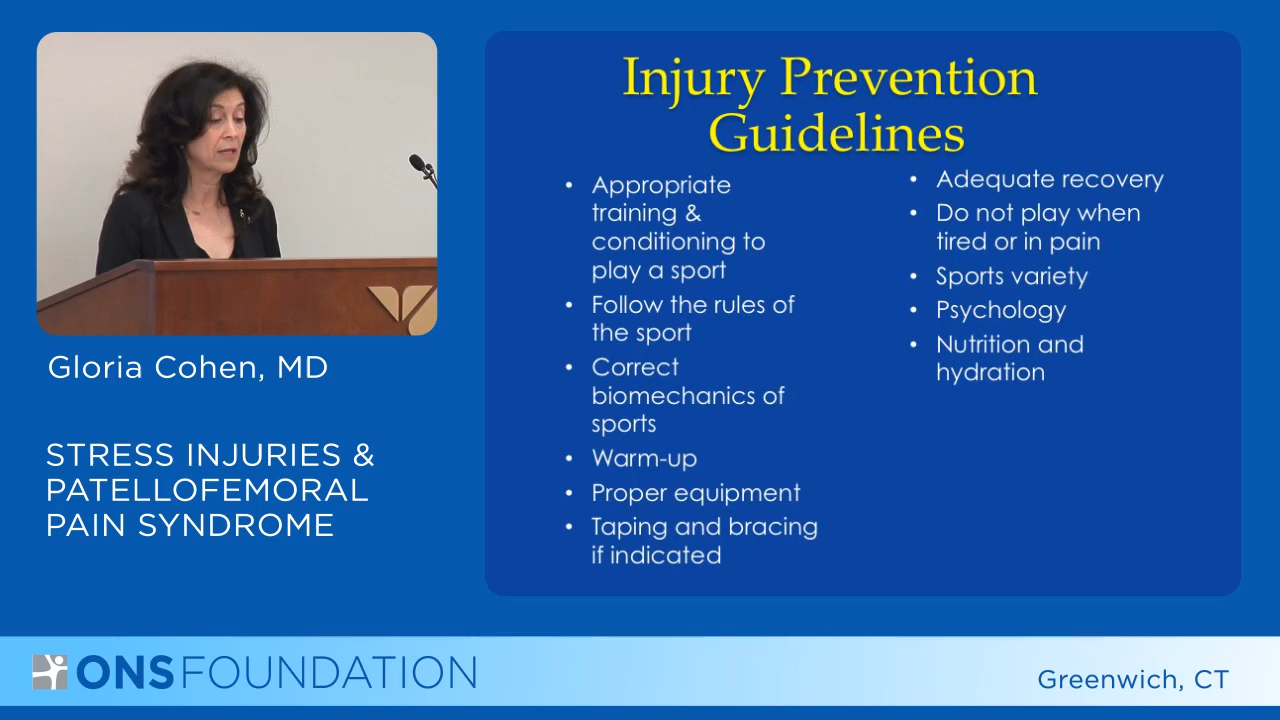 Injury Prevention
Guidelines
• Appropriate
training &
conditioning to
play a sport
• Follow the rules of
the sport
• Correct
biomechanics of
sports
• Warm-up
• Proper equipment
• Taping and bracing
if indicated
• Adequate recovery
• Do not play when
tired or in pain
• Sports variety
• Psychology
• Nutrition and
hydration
Gloria Cohen, MD
STRESS INJURIES &
PATELLOFEMORAL
PAIN SYNDROME
ONS FOUNDATION
Greenwich, CT